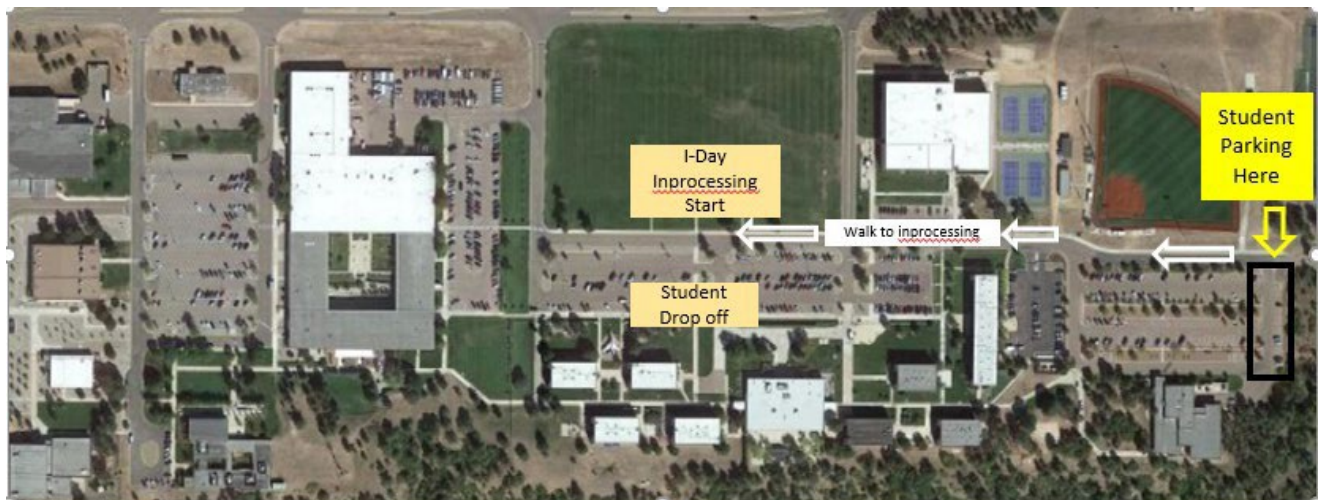 I-Day
Inprocessing
Start
Walk to inprocessing
Student
Parking
Here
Student
Drop off